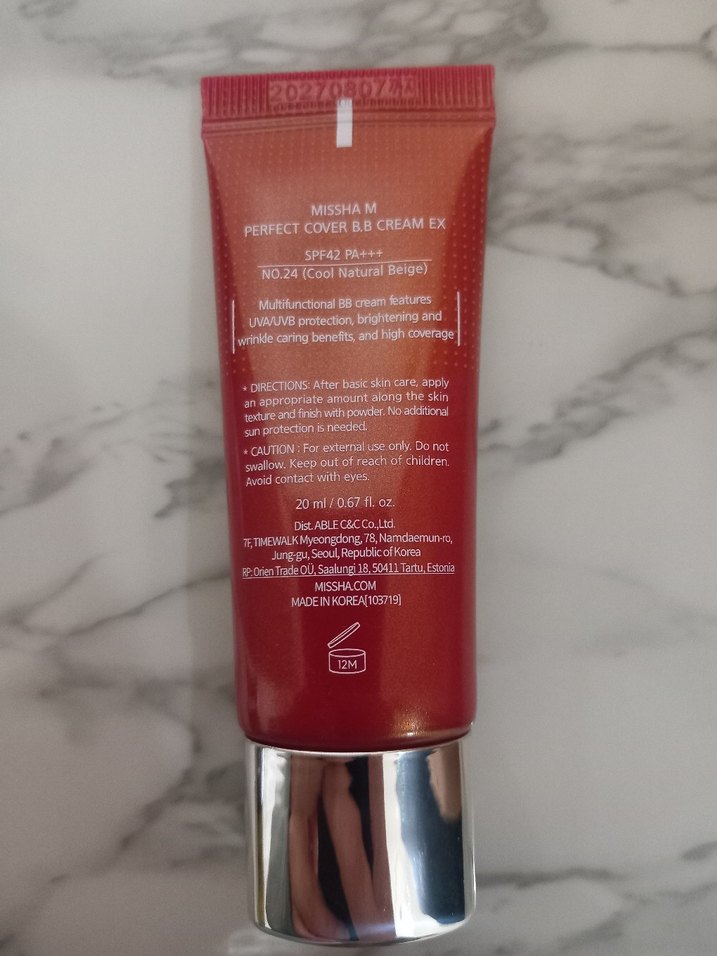 20270807
MISSHA M
PERFECT COVER B.B CREAM EX
SPF42 PA+++
NO.24 (Cool Natural Beige)
Multifunctional BB cream features
UVA/UVB protection, brightening and
wrinkle caring benefits, and high coverage
* DIRECTIONS: After basic skin care, apply
an appropriate amount along the skin
texture and finish with powder. No additional
sun protection is needed.
* CAUTION : For external use only. Do not
swallow. Keep out of reach of children.
Avoid contact with eyes.
20 ml / 0.67 fl. oz.
Dist. ABLE C&C Co.,Ltd.
7F, TIMEWALK Myeongdong, 78, Namdaemun-ro,
Jung-gu, Seoul, Republic of Korea
RP: Orien Trade OÜ, Saalungi 18, 50411 Tartu, Estonia
MISSHA.COM
MADE IN KOREA[103719]
12M